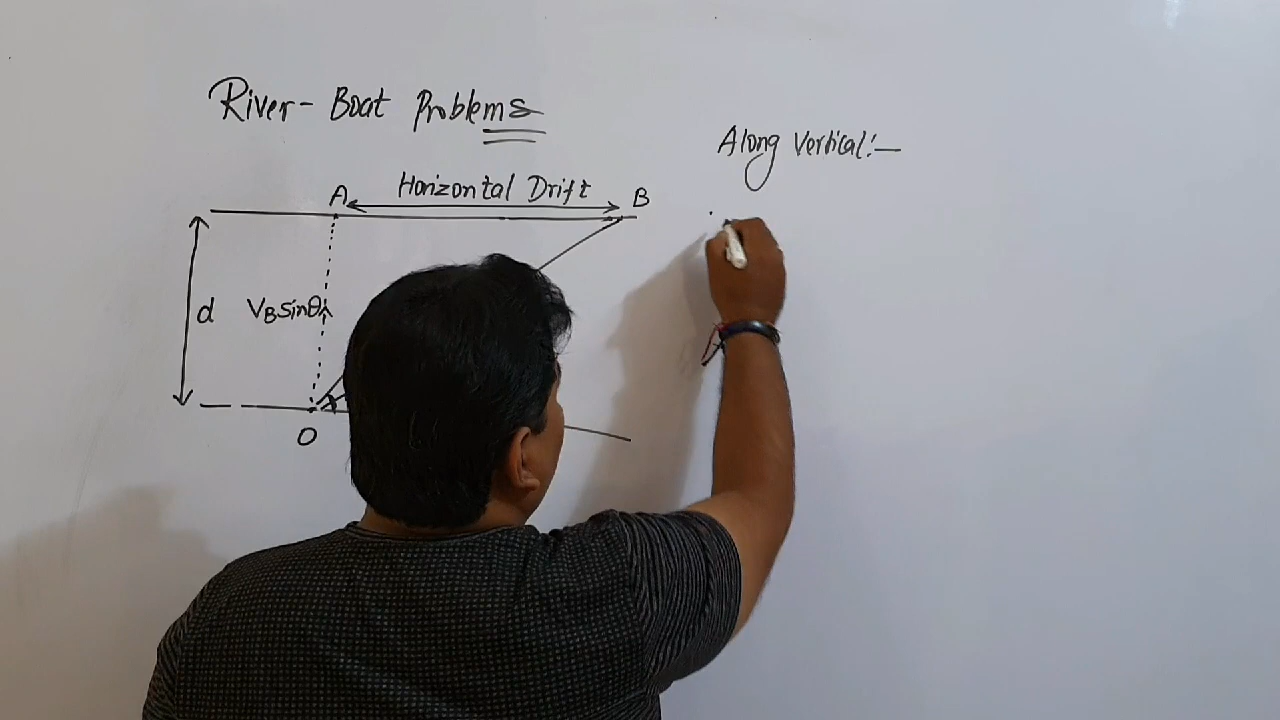 River- Boat Problems
Along Vertical:-
A Horizontal Drift B
d VBsinθ
O